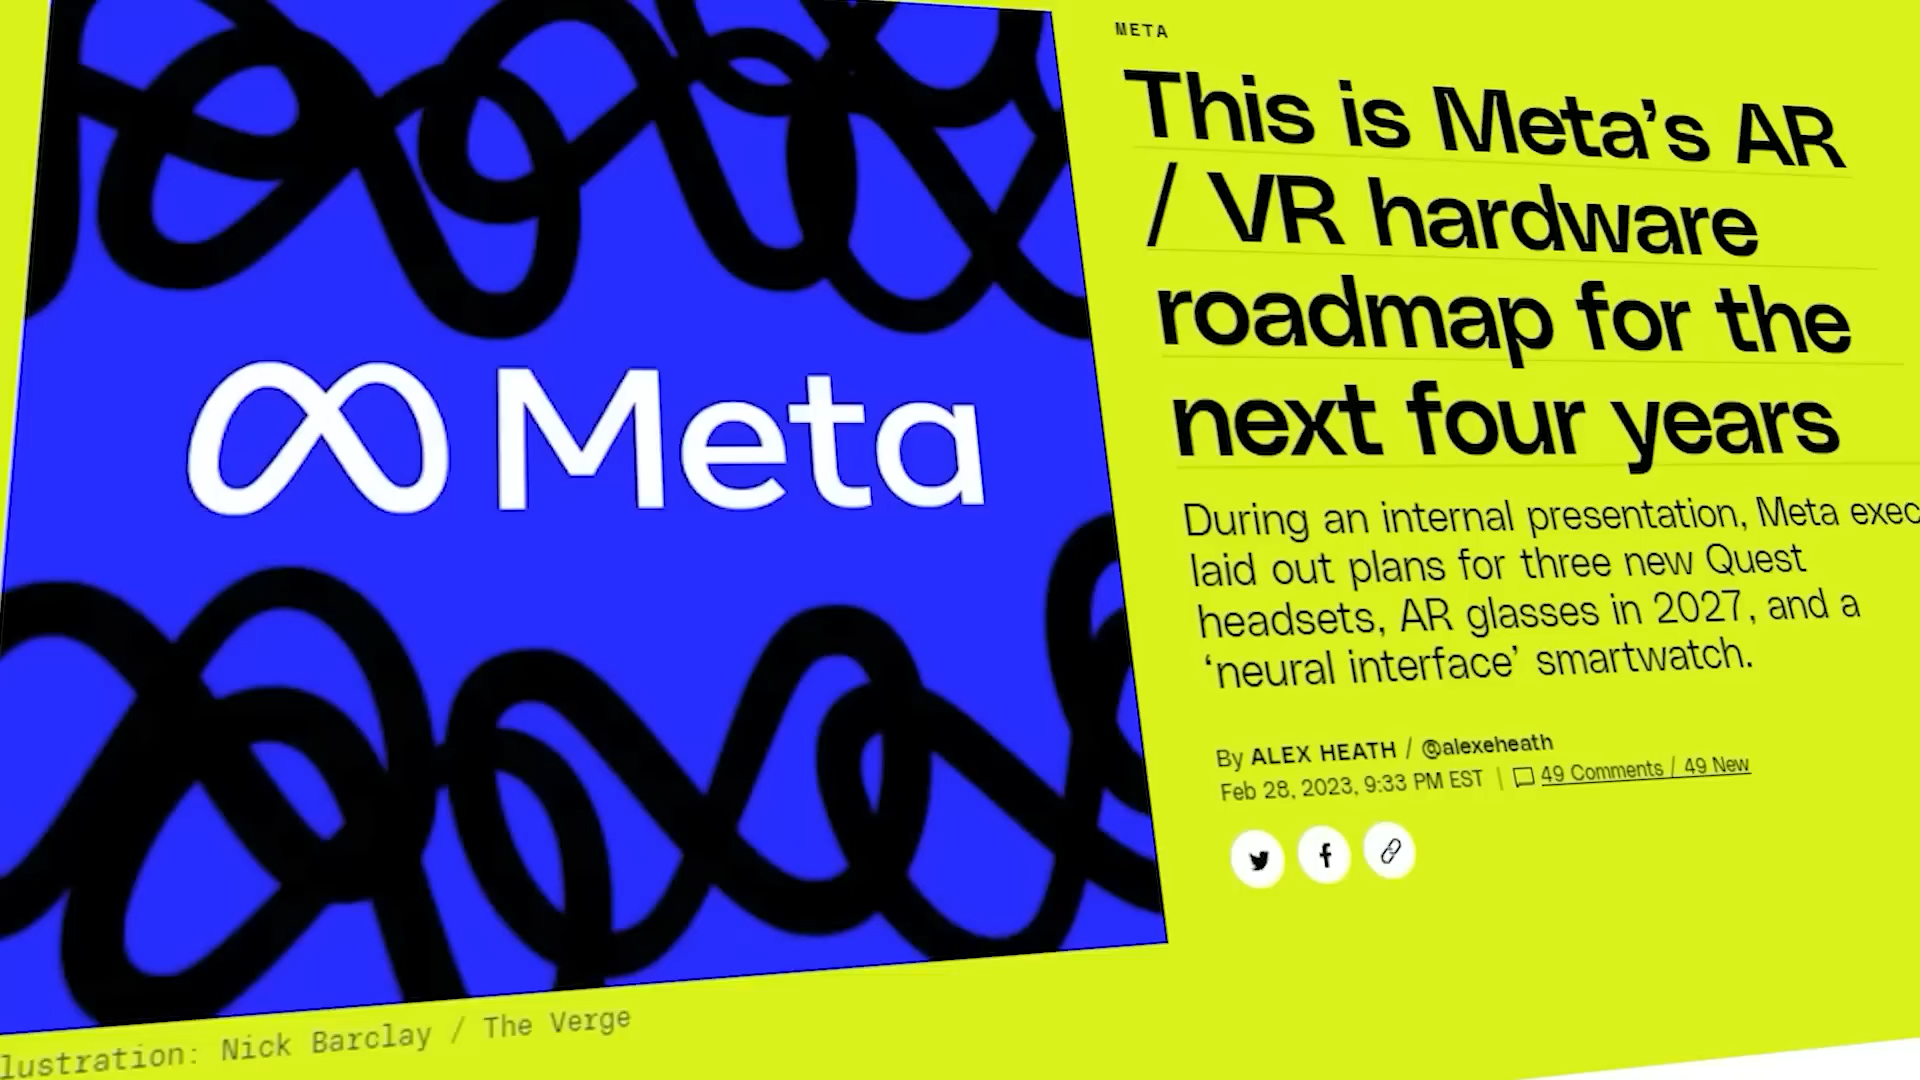 META
This is Meta's AR
/ VR hardware
roadmap for the
next four years
During an internal presentation, Meta exec
laid out plans for three new Quest
headsets, AR glasses in 2027, and a
‘neural interface’ smartwatch.
By ALEX HEATH / @alexeheath
Feb 28, 2023, 9:33 PM EST | 49 Comments / 49 New
Meta
lustration: Nick Barclay / The Verge